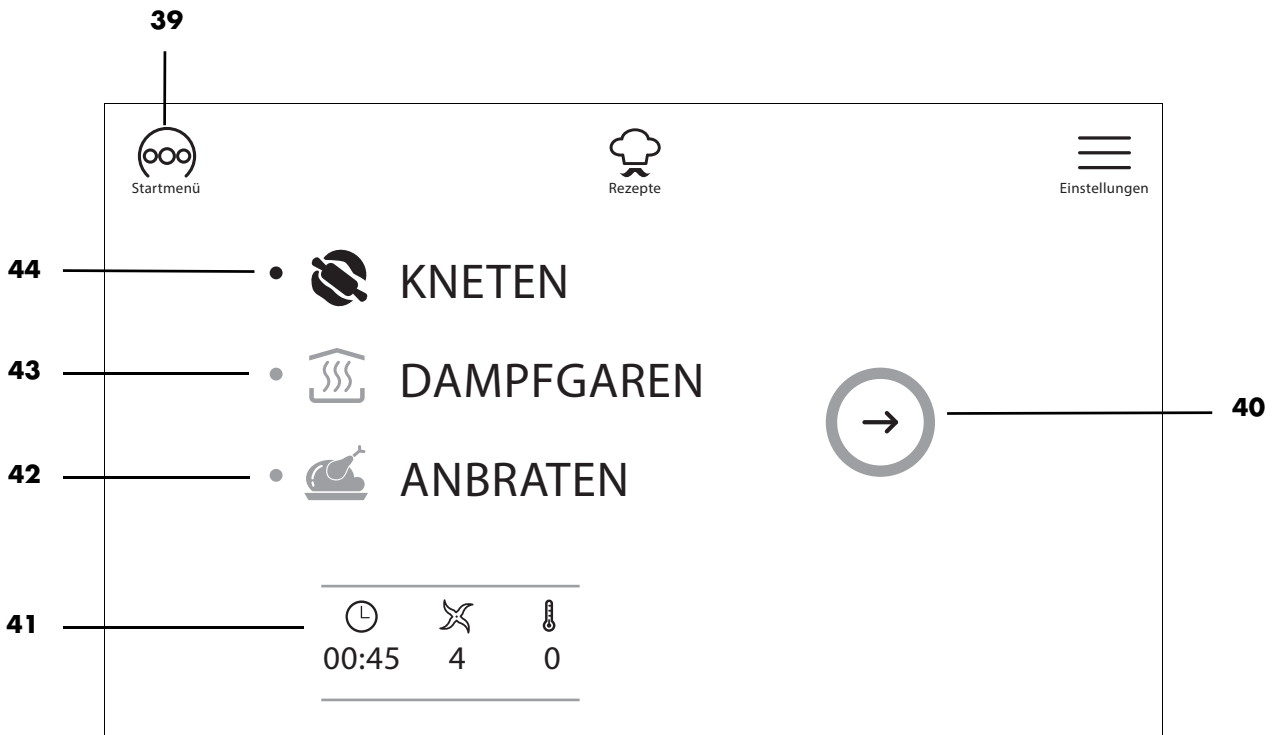 39
Startmenü Rezepte Einstellungen
44 KNETEN
43 DAMPFGAREN
40
42 ANBRATEN
41
00:45 4 0